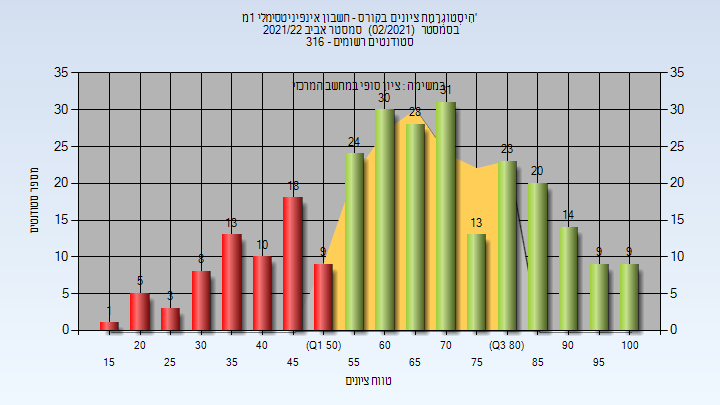 היסטוגרמת ציונים בקורס - חשבון אינפיניטסימלי 1מ'
בסמסטר (02/2021) סמסטר אביב 2021/22
סטודנטים רשומים - 316
במשימה : ציון סופי במחשב המרכזי
מספר סטודנטים
35 30 25 20 15 10 5 0
35 30 25 20 15 10 5 0
1 5 3 8 13 10 18 9 24 30 28 31 13 23 20 14 9 9
20 30 40 (Q1 50) 60 70 (Q3 80) 90 100
15 25 35 45 55 65 75 85 95
טווח ציונים